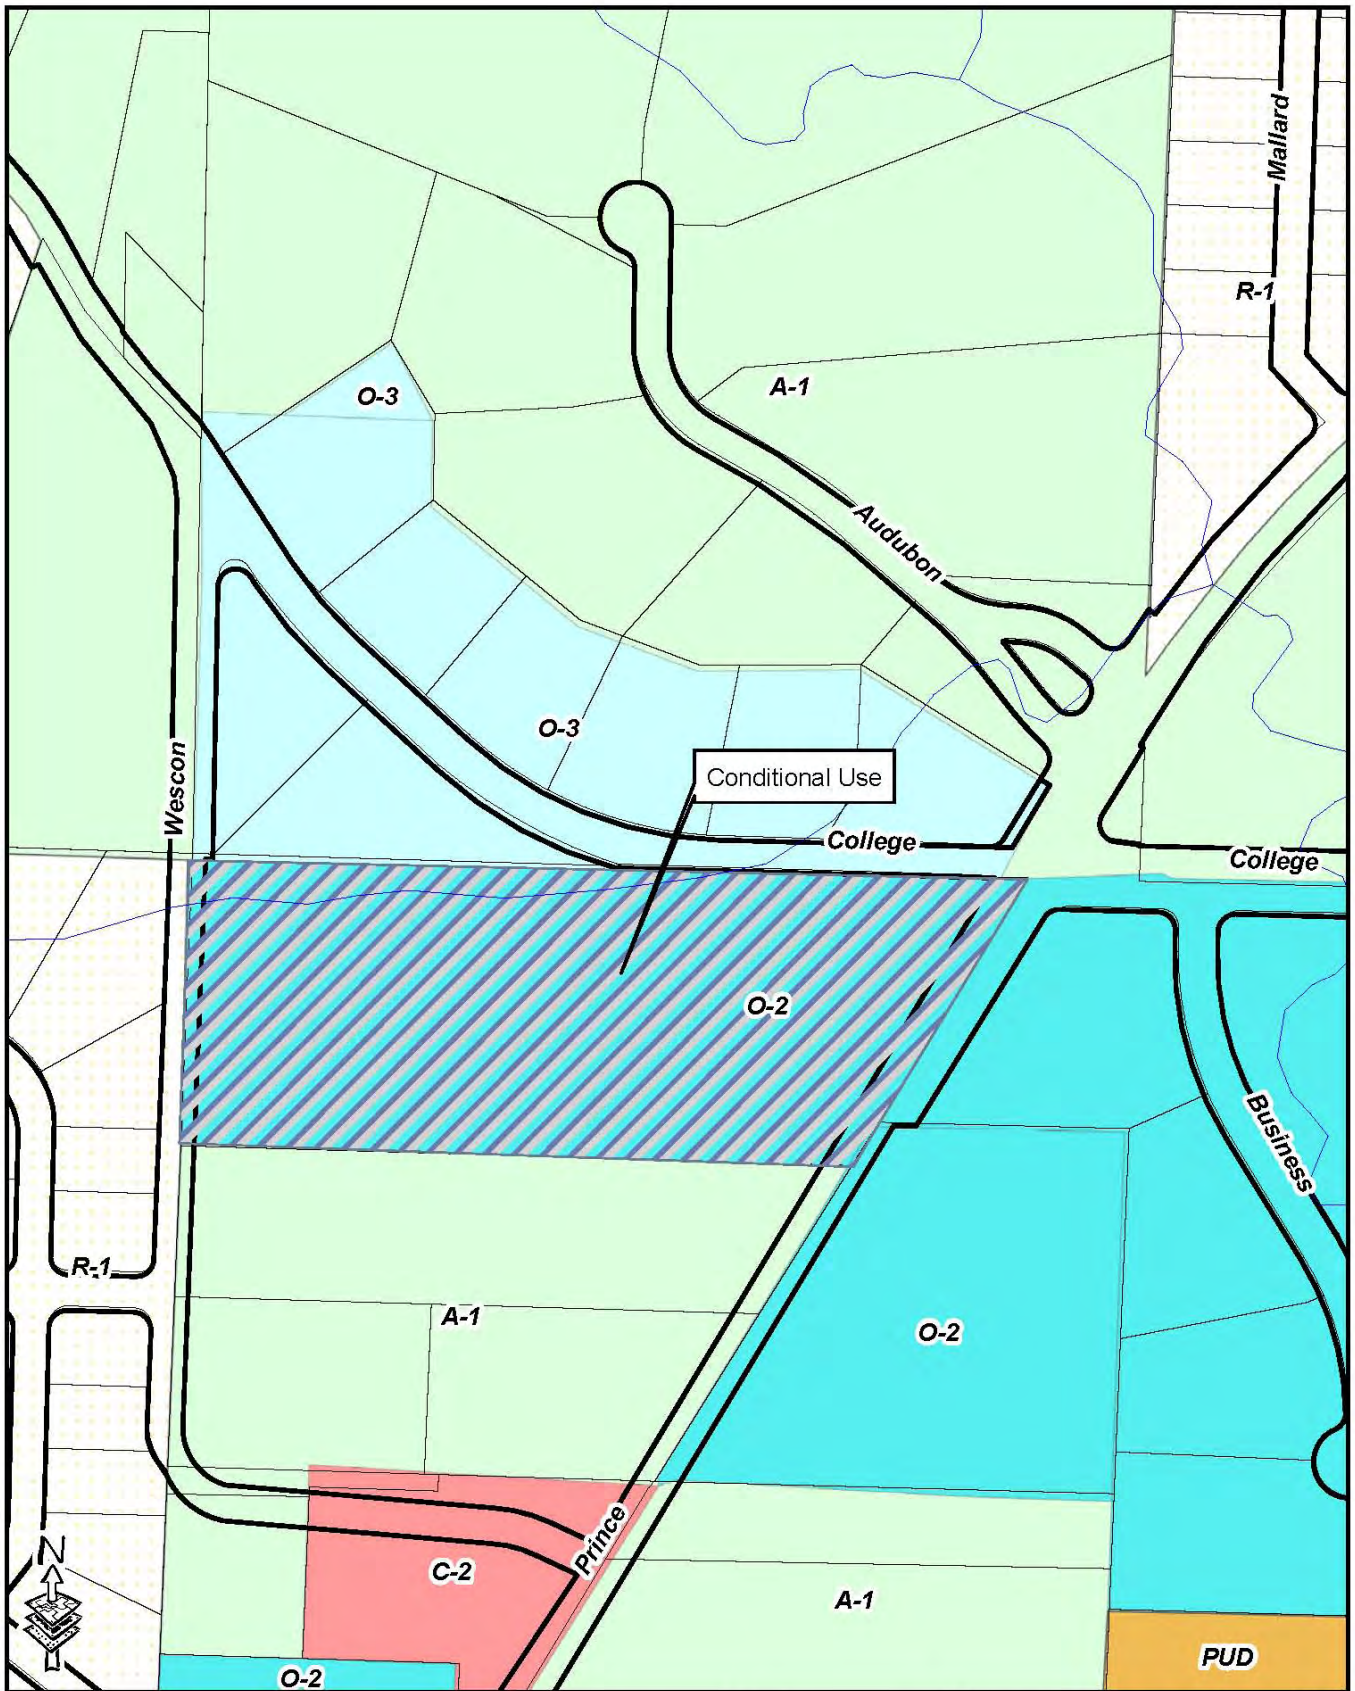 Mallard
R-1
A-1
O-3
Audubon
O-3
Wescon
Conditional Use
College
College
O-2
Business
R-1
A-1
O-2
Prince
N
C-2
A-1
PUD
O-2